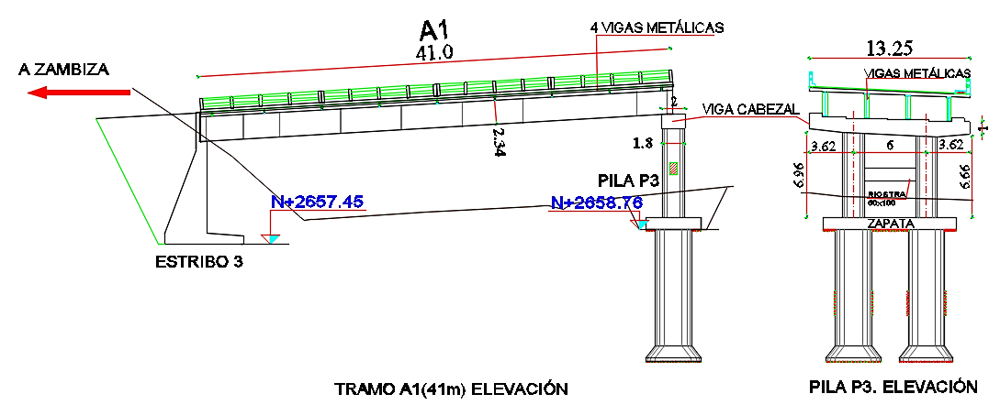 A1
41.0
4 VIGAS METÁLICAS
A ZAMBIZA
2
VIGA CABEZAL
2.34
1.8
PILA P3
N+2657.45
N+2658.76
ESTRIBO 3
TRAMO A1(41m) ELEVACIÓN
13.25
VIGAS METÁLICAS
1
3.62
6
3.62
6.96
6.66
RIOSTRA
60x100
ZAPATA
PILA P3. ELEVACIÓN